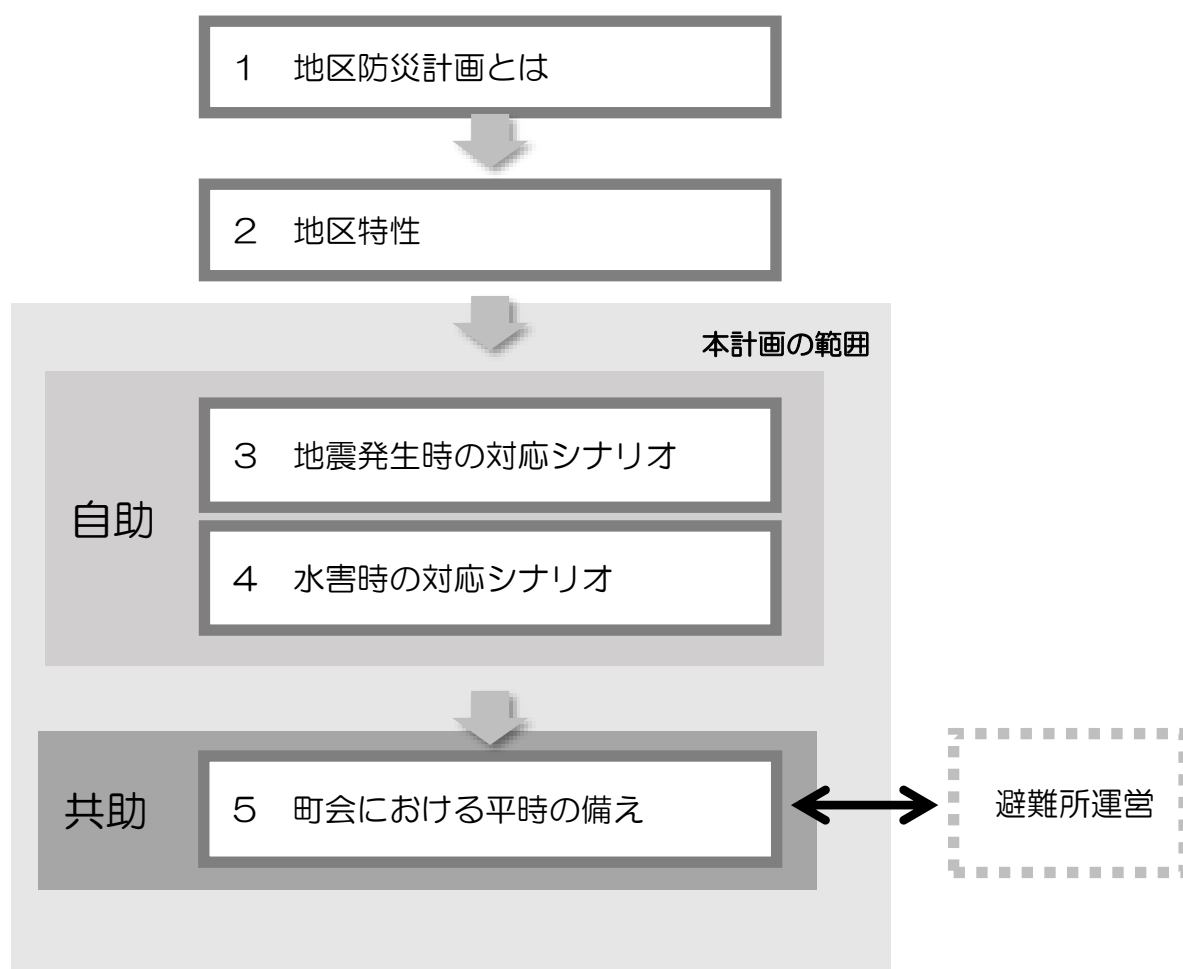 １　地区防災計画とは
２　地区特性
本計画の範囲
自助
３　地震発生時の対応シナリオ
４　水害時の対応シナリオ
共助
５　町会における平時の備え
避難所運営